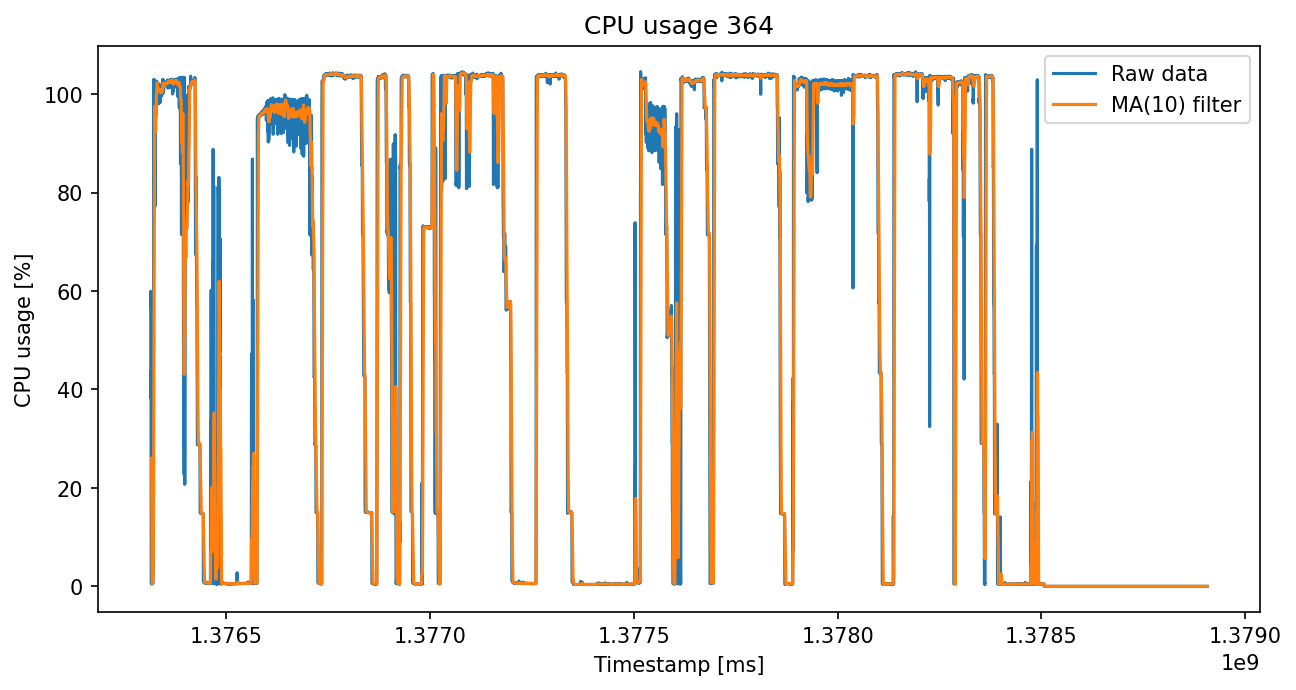 CPU usage 364
Raw data
MA(10) filter
CPU usage [%]
100
80
60
40
20
0
1.3765 1.3770 1.3775 1.3780 1.3785 1.3790
1e9
Timestamp [ms]